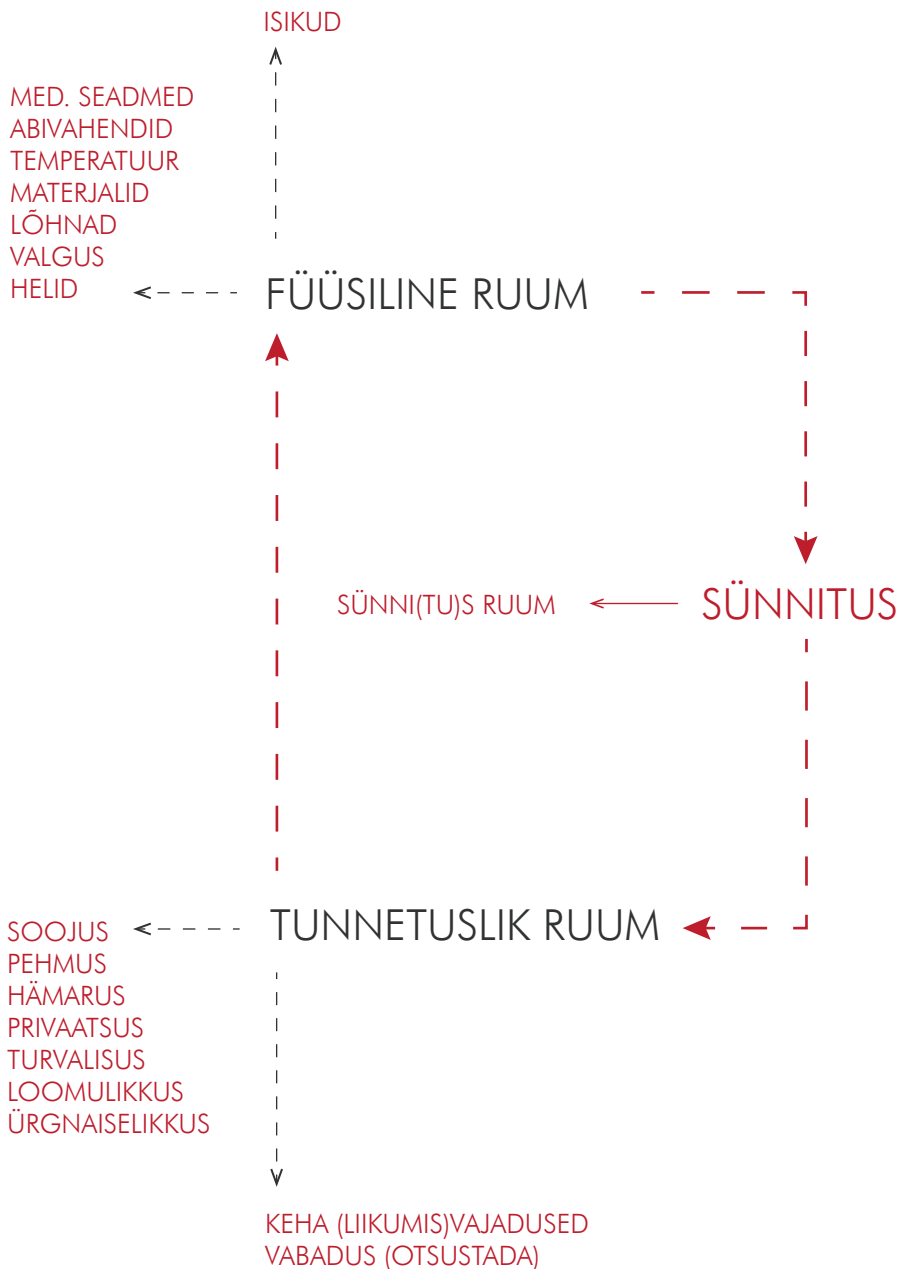 ISIKUD
MED. SEADMED
ABIVAHENDID
TEMPERATUUR
MATERJALID
LÕHNAD
VALGUS
HELID
FÜÜSILINE RUUM
SÜNNI(TU)S RUUM
SÜNNITUS
TUNNETUSLIK RUUM
SOOJUS
PEHMUS
HÄMARUS
PRIVAATSUS
TURVALISUS
LOOMULIKKUS
ÜRGNAISELIKKUS
KEHA (LIIKUMIS)VAJADUSED
VABADUS (OTSUSTADA)